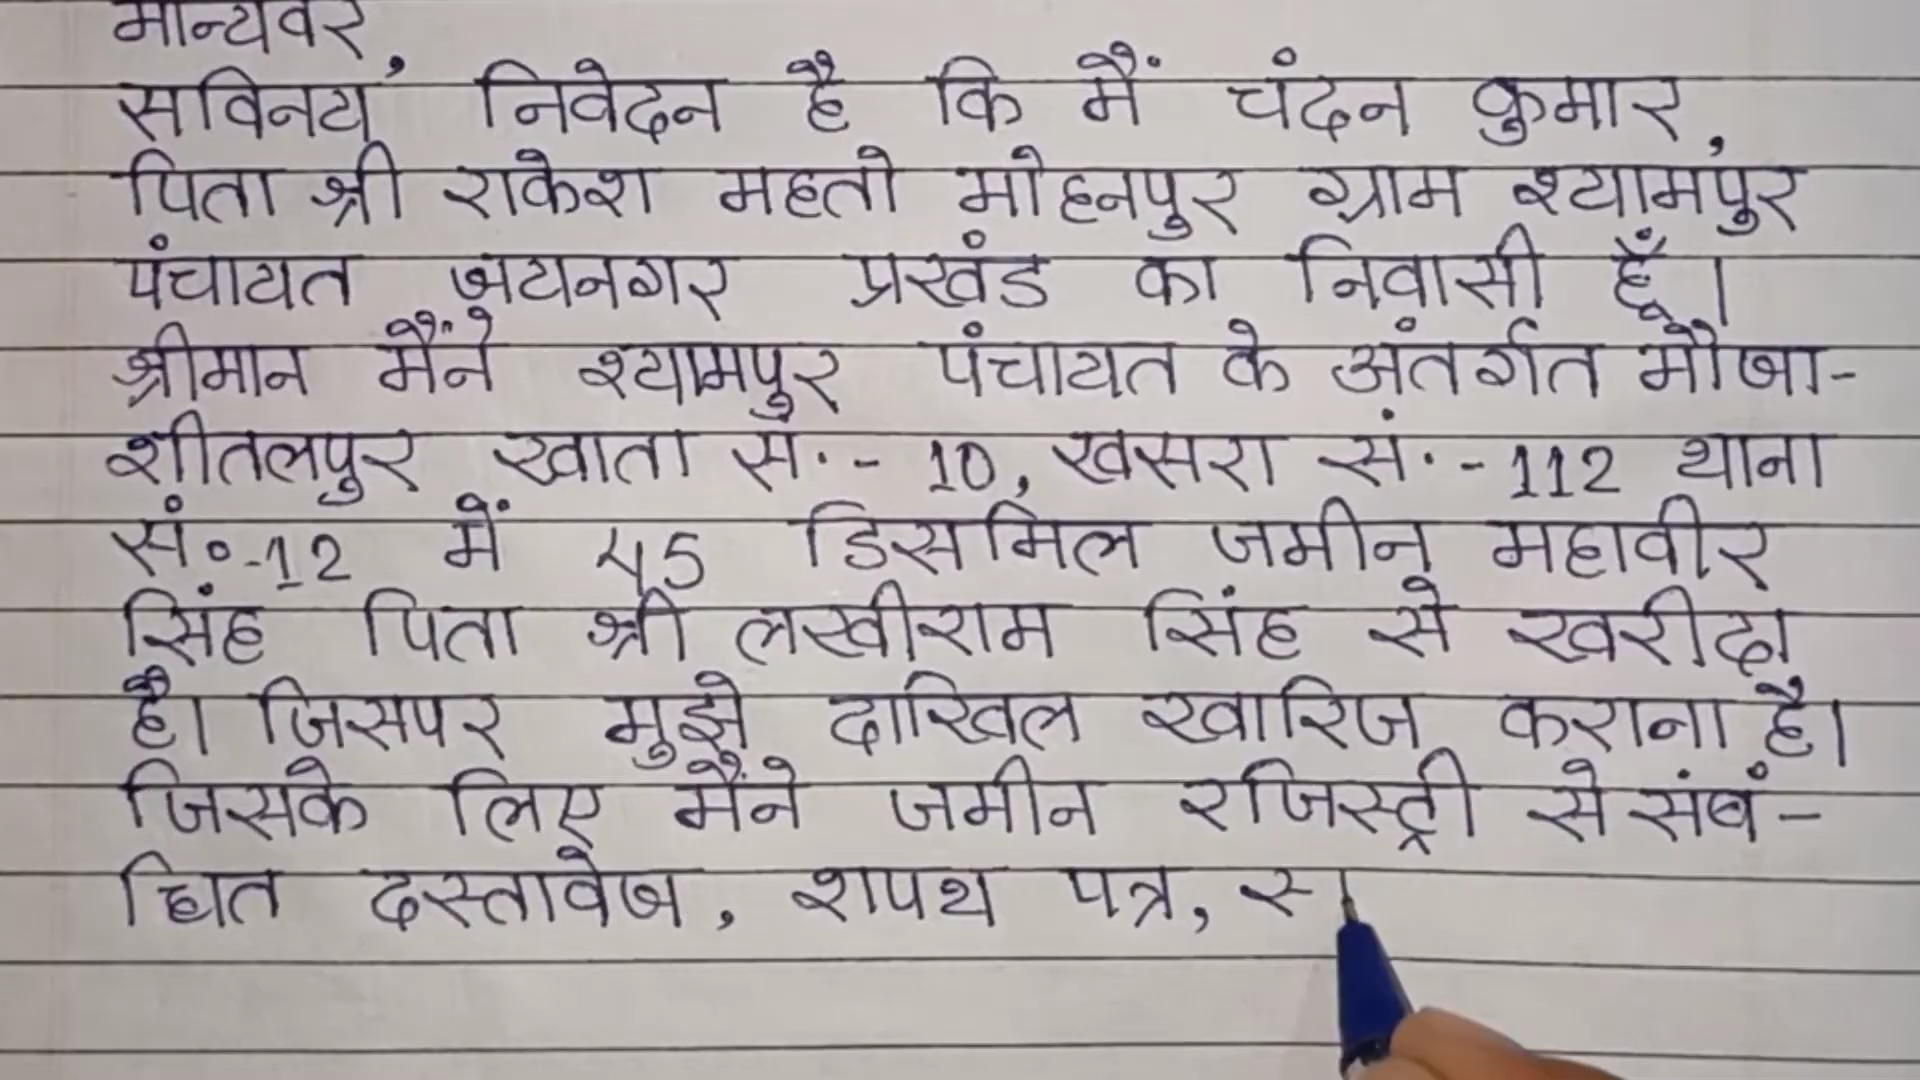 मान्यवर,
सविनय निवेदन है कि मैं चंदन कुमार,
पिता श्री राकेश महतो मोहनपुर ग्राम श्यामपुर
पंचायत जयनगर प्रखंड का निवासी हूँ।
श्रीमान मैंने श्यामपुर पंचायत के अंतर्गत मौजा-
शीतलपुर खाता सं.- 10, खसरा सं.-112 थाना
सं०-12 में 45 डिसमिल जमीन महावीर
सिंह पिता श्री लखीराम सिंह से खरीदा
है। जिसपर मुझे दाखिल खारिज कराना है।
जिसके लिए मैंने जमीन रजिस्ट्री से संबं-
धित दस्तावेज, शपथ पत्र,